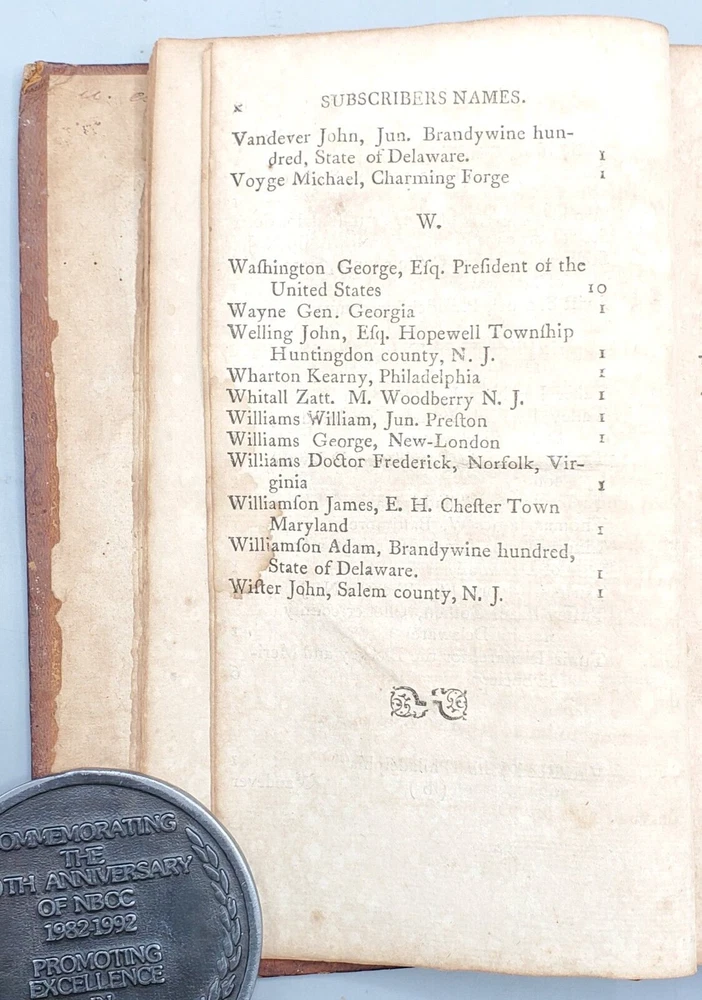 x SUBSCRIBERS NAMES.
Vandever John, Jun. Brandywine hun-
dred, State of Delaware. 1
Voyge Michael, Charming Forge 1
W.
Waſhington George, Eſq. Preſident of the
United States 10
Wayne Gen. Georgia 1
Welling John, Eſq. Hopewell Townſhip
Huntingdon county, N. J. 1
Wharton Kearny, Philadelphia 1
Whitall Zatt. M. Woodberry N. J. 1
Williams William, Jun. Preſton 1
Williams George, New-London 1
Williams Doctor Frederick, Norfolk, Vir-
ginia 1
Williamſon James, E. H. Cheſter Town
Maryland 1
Williamſon Adam, Brandywine hundred,
State of Delaware. 1
Wiſter John, Salem county, N. J. 1
OMMEMORATING
THE
0TH ANNIVERSARY
OF NBCC
1982-1992
PROMOTING
EXCELLENCE
IN